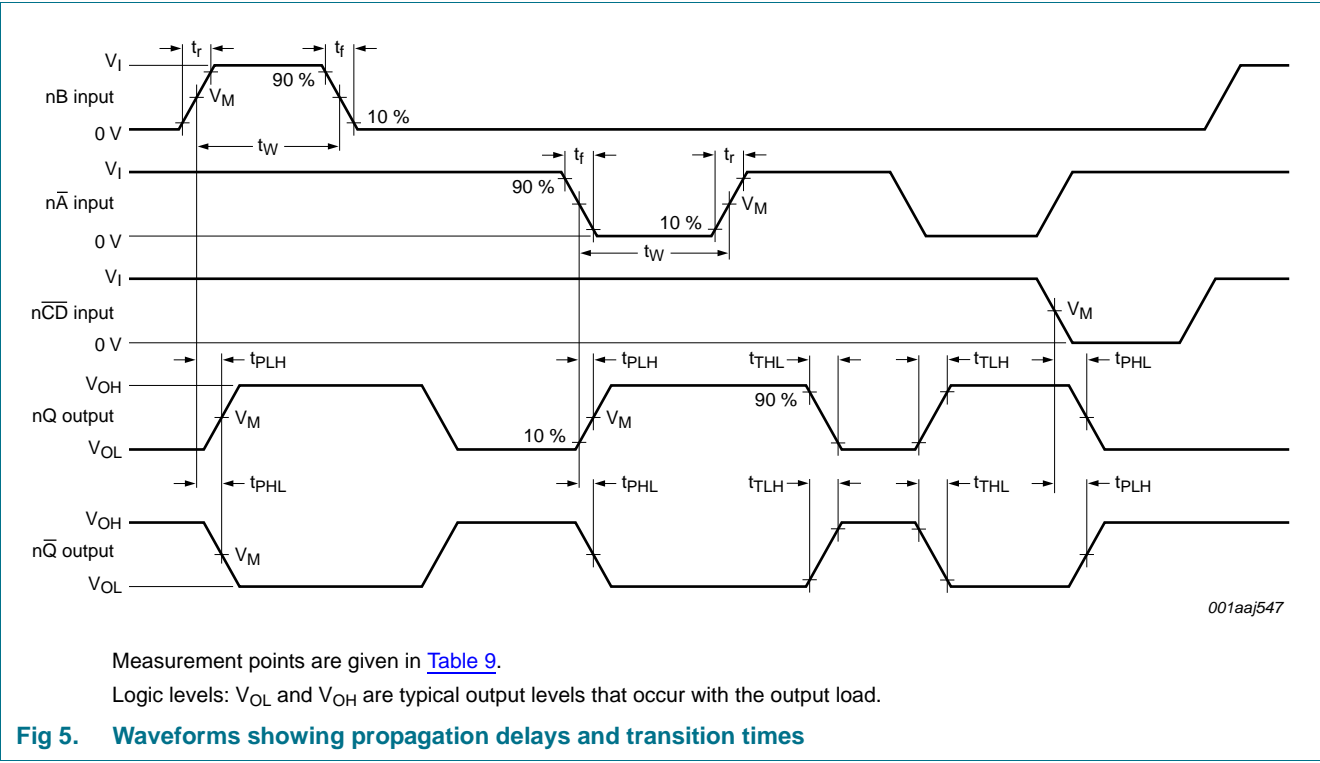 tr tf
VI
90 %
nB input VM
10 %
0 V
tW
VI tf tr
90 %
nA̅ input VM
10 %
0 V
tW
VI
nC̅D̅ input VM
0 V
tPLH tPLH tTHL tTLH tPHL
VOH
90 %
nQ output VM VM
10 %
VOL
tPHL tPHL tTLH tTHL tPLH
VOH
nQ̅ output VM
VOL
001aaj547
Measurement points are given in Table 9.
Logic levels: VOL and VOH are typical output levels that occur with the output load.
Fig 5. Waveforms showing propagation delays and transition times